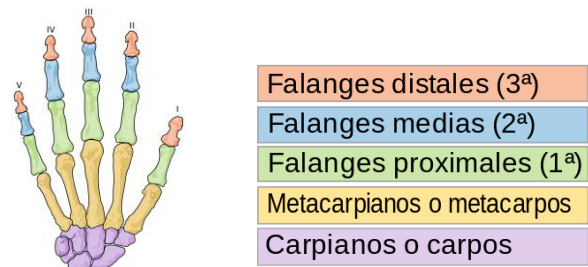 III
IV
II
V
I
Falanges distales (3ª)
Falanges medias (2ª)
Falanges proximales (1ª)
Metacarpianos o metacarpos
Carpianos o carpos